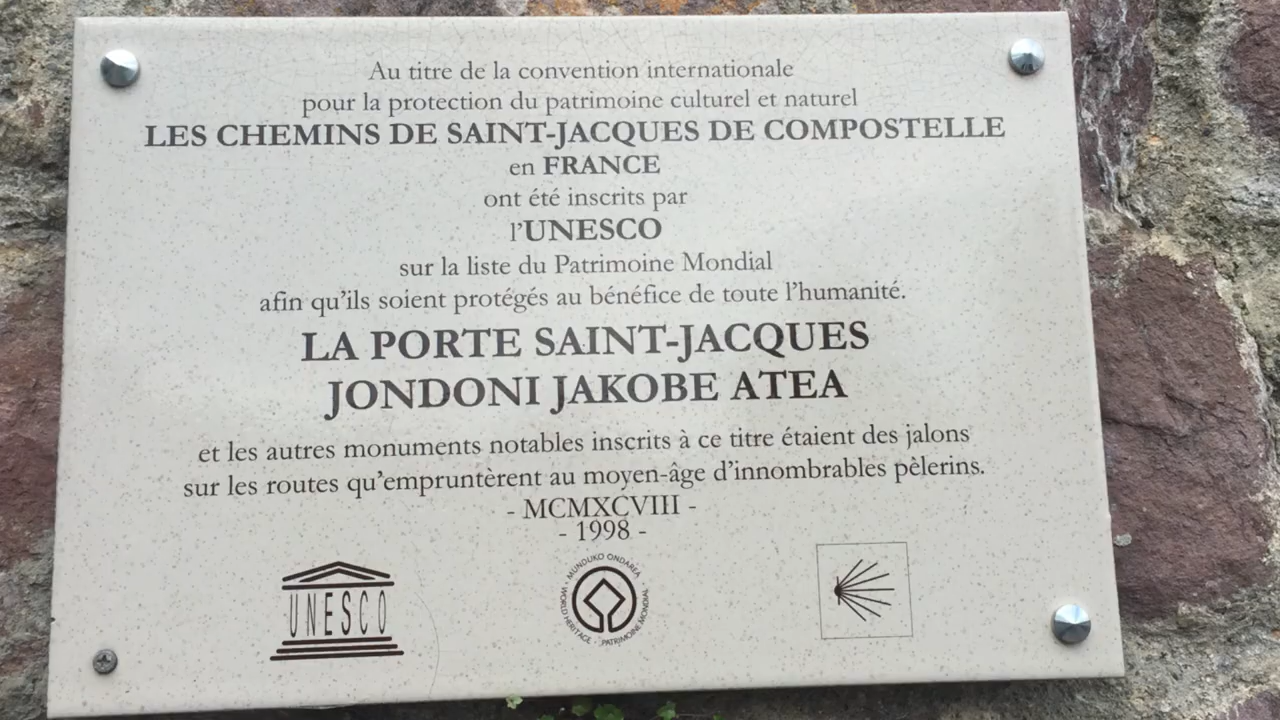 Au titre de la convention internationale
pour la protection du patrimoine culturel et naturel
LES CHEMINS DE SAINT-JACQUES DE COMPOSTELLE
en FRANCE
ont été inscrits par
l'UNESCO
sur la liste du Patrimoine Mondial
afin qu'ils soient protégés au bénéfice de toute l'humanité.
LA PORTE SAINT-JACQUES
JONDONI JAKOBE ATEA
et les autres monuments notables inscrits à ce titre étaient des jalons
sur les routes qu'empruntèrent au moyen-âge d'innombrables pêlerins.
- MCMXCVIII -
- 1998 -
UNESCO
MUNDUKO ONDAREA · WORLD HERITAGE · PATRIMOINE MONDIAL ·